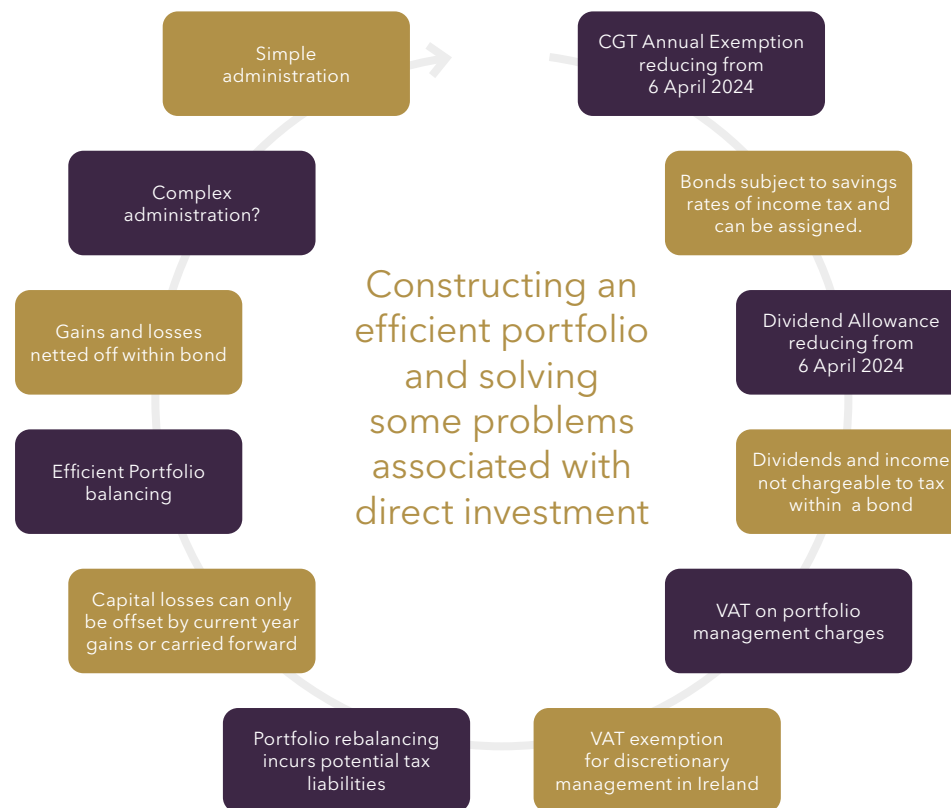 Constructing an
efficient portfolio
and solving
some problems
associated with
direct investment
CGT Annual Exemption
reducing from
6 April 2024
Bonds subject to savings
rates of income tax and
can be assigned.
Dividend Allowance
reducing from
6 April 2024
Dividends and income
not chargeable to tax
within a bond
VAT on portfolio
management charges
VAT exemption
for discretionary
management in Ireland
Portfolio rebalancing
incurs potential tax
liabilities
Capital losses can only
be offset by current year
gains or carried forward
Efficient Portfolio
balancing
Gains and losses
netted off within bond
Complex
administration?
Simple
administration